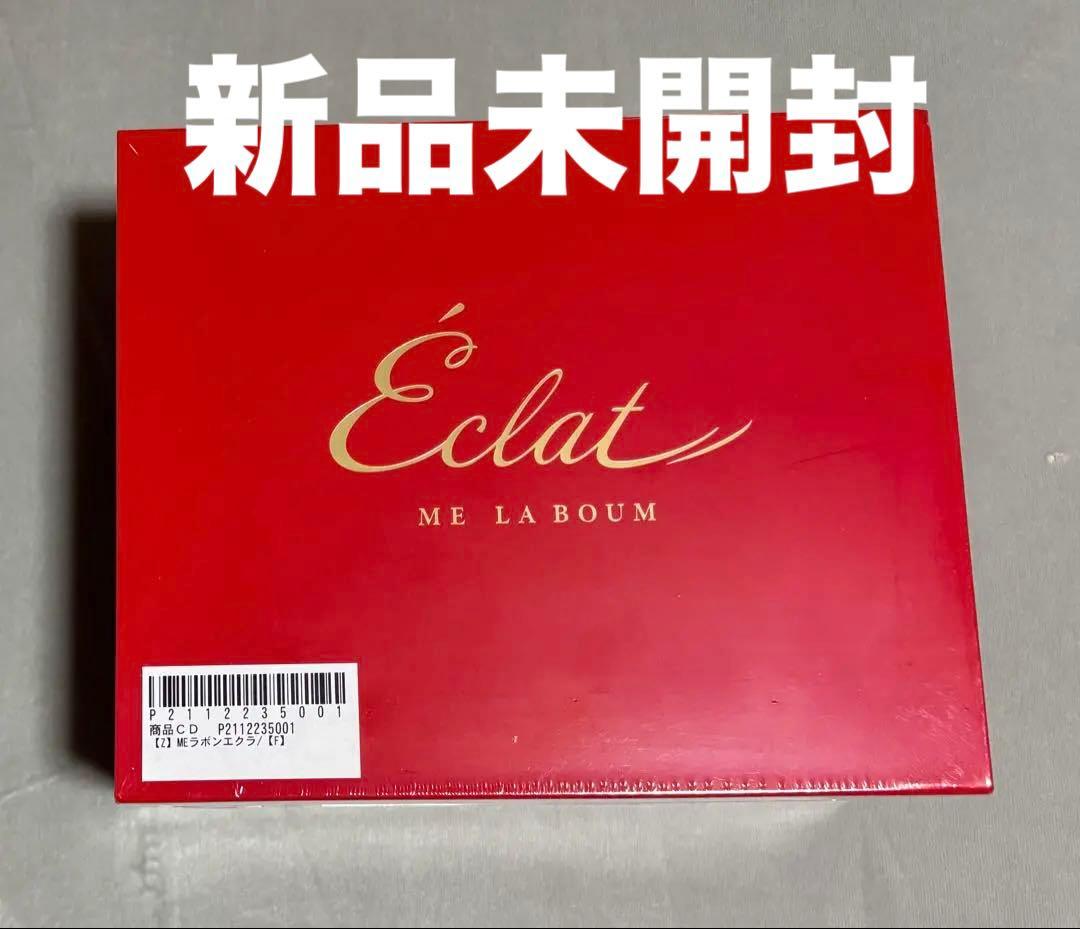 新品未開封
Éclat
ME LA BOUM
P2112235001
商品CD P2112235001
【Z】MEラボンエクラ/【F】